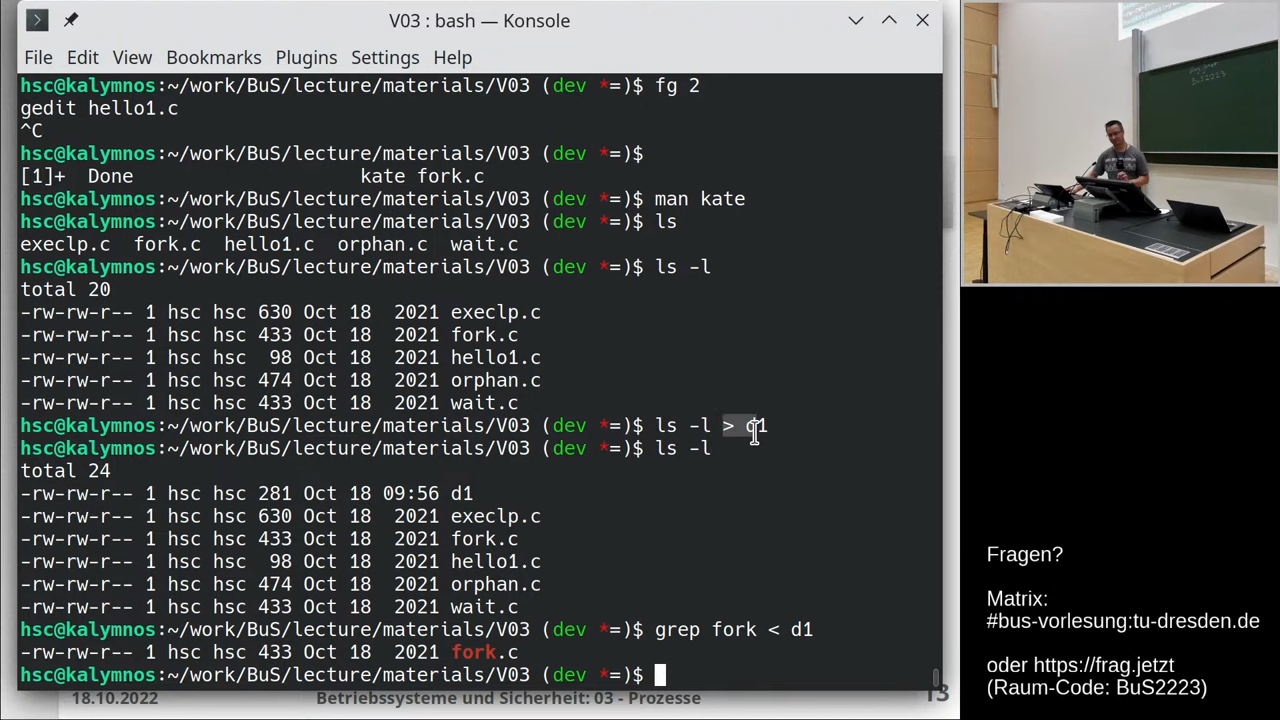 V03 : bash — Konsole
File Edit View Bookmarks Plugins Settings Help
hsc@kalymnos:~/work/BuS/lecture/materials/V03 (dev *=)$ fg 2
gedit hello1.c
^C
hsc@kalymnos:~/work/BuS/lecture/materials/V03 (dev *=)$
[1]+  Done                    kate fork.c
hsc@kalymnos:~/work/BuS/lecture/materials/V03 (dev *=)$ man kate
hsc@kalymnos:~/work/BuS/lecture/materials/V03 (dev *=)$ ls
execlp.c  fork.c  hello1.c  orphan.c  wait.c
hsc@kalymnos:~/work/BuS/lecture/materials/V03 (dev *=)$ ls -l
total 20
-rw-rw-r-- 1 hsc hsc 630 Oct 18  2021 execlp.c
-rw-rw-r-- 1 hsc hsc 433 Oct 18  2021 fork.c
-rw-rw-r-- 1 hsc hsc  98 Oct 18  2021 hello1.c
-rw-rw-r-- 1 hsc hsc 474 Oct 18  2021 orphan.c
-rw-rw-r-- 1 hsc hsc 433 Oct 18  2021 wait.c
hsc@kalymnos:~/work/BuS/lecture/materials/V03 (dev *=)$ ls -l > d1
hsc@kalymnos:~/work/BuS/lecture/materials/V03 (dev *=)$ ls -l
total 24
-rw-rw-r-- 1 hsc hsc 281 Oct 18 09:56 d1
-rw-rw-r-- 1 hsc hsc 630 Oct 18  2021 execlp.c
-rw-rw-r-- 1 hsc hsc 433 Oct 18  2021 fork.c
-rw-rw-r-- 1 hsc hsc  98 Oct 18  2021 hello1.c
-rw-rw-r-- 1 hsc hsc 474 Oct 18  2021 orphan.c
-rw-rw-r-- 1 hsc hsc 433 Oct 18  2021 wait.c
hsc@kalymnos:~/work/BuS/lecture/materials/V03 (dev *=)$ grep fork < d1
-rw-rw-r-- 1 hsc hsc 433 Oct 18  2021 fork.c
hsc@kalymnos:~/work/BuS/lecture/materials/V03 (dev *=)$
18.10.2022 Betriebssysteme und Sicherheit: 03 - Prozesse 13
BuS2223
Fragen?
Matrix:
#bus-vorlesung:tu-dresden.de
oder https://frag.jetzt
(Raum-Code: BuS2223)